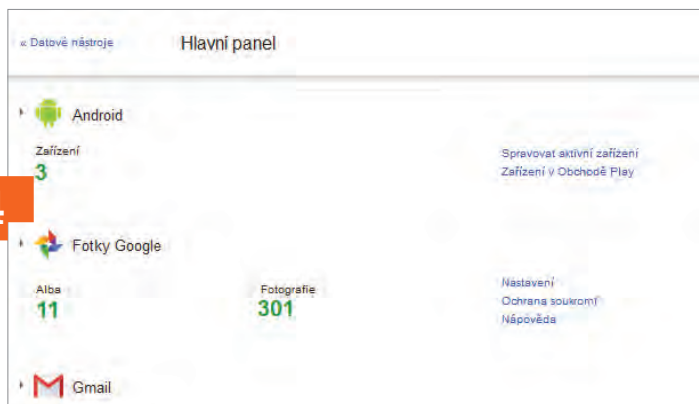 « Datové nástroje
Hlavní panel
Android
Zařízení
3
Spravovat aktivní zařízení
Zařízení v Obchodě Play
Fotky Google
Alba
11
Fotografie
301
Nastavení
Ochrana soukromí
Nápověda
Gmail